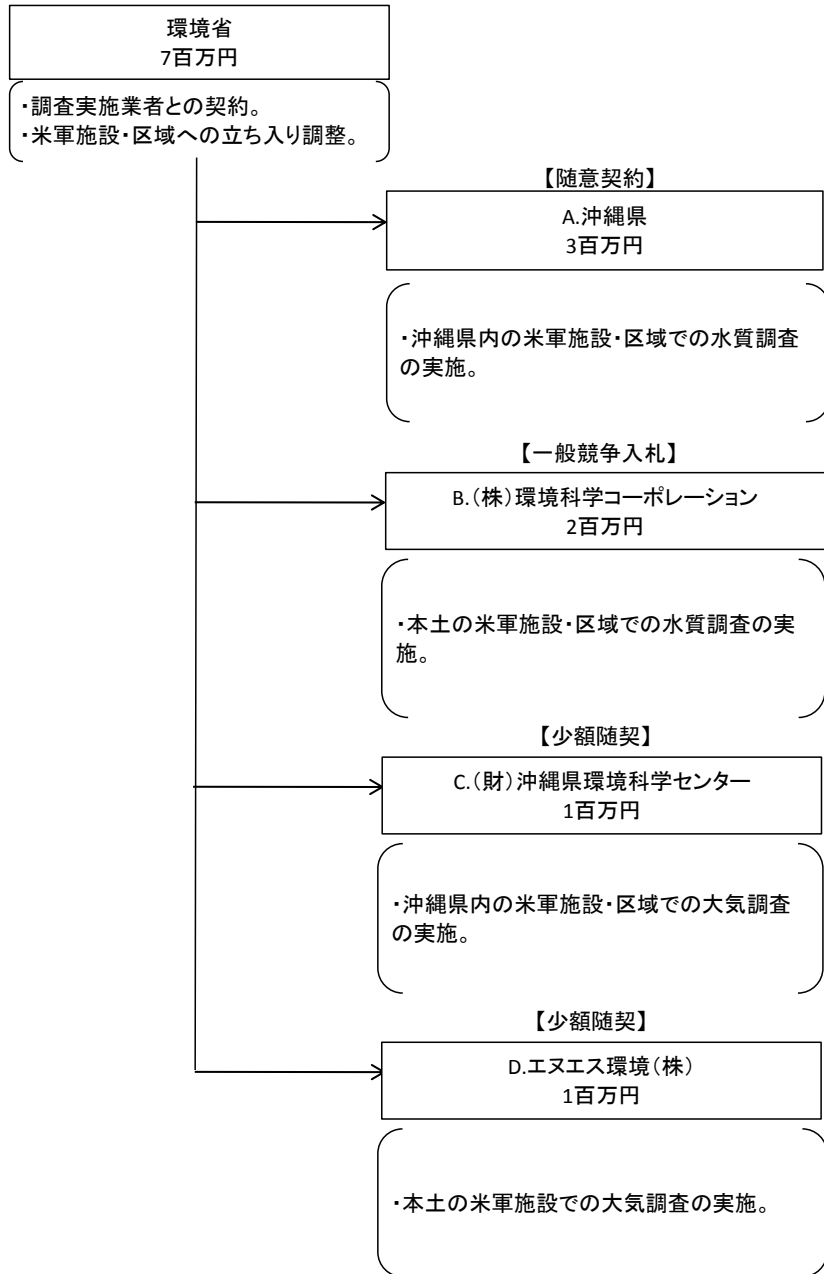 環境省
7百万円
・調査実施業者との契約。
・米軍施設・区域への立ち入り調整。
【随意契約】
A.沖縄県
3百万円
・沖縄県内の米軍施設・区域での水質調査
の実施。
【一般競争入札】
B.（株）環境科学コーポレーション
2百万円
・本土の米軍施設・区域での水質調査の実
施。
【少額随契】
C.（財）沖縄県環境科学センター
1百万円
・沖縄県内の米軍施設・区域での大気調査
の実施。
【少額随契】
D.エヌエス環境（株）
1百万円
・本土の米軍施設での大気調査の実施。